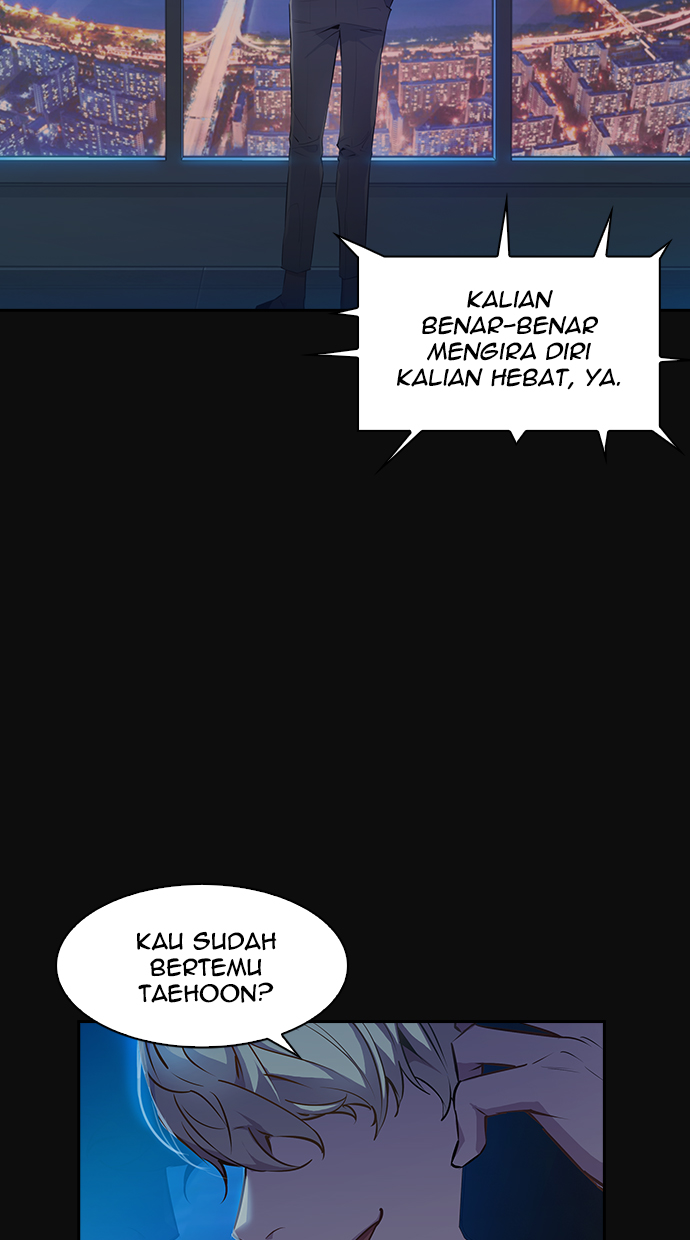 KALIAN
BENAR-BENAR
MENGIRA DIRI
KALIAN HEBAT, YA.
KAU SUDAH
BERTEMU
TAEHOON?